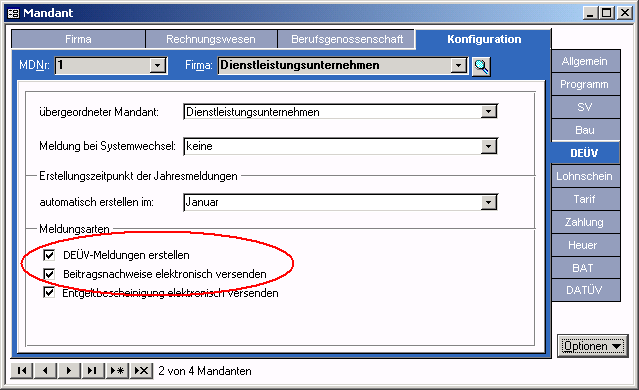 Mandant
Firma
Rechnungswesen
Berufsgenossenschaft
Konfiguration
MDNr: 1
Firma: Dienstleistungsunternehmen
übergeordneter Mandant: Dienstleistungsunternehmen
Meldung bei Systemwechsel: keine
Erstellungszeitpunkt der Jahresmeldungen
automatisch erstellen im: Januar
Meldungsarten
DEÜV-Meldungen erstellen
Beitragsnachweise elektronisch versenden
Entgeltbescheinigung elektronisch versenden
Allgemein
Programm
SV
Bau
DEÜV
Lohnschein
Tarif
Zahlung
Heuer
BAT
DATÜV
Optionen
2 von 4 Mandanten